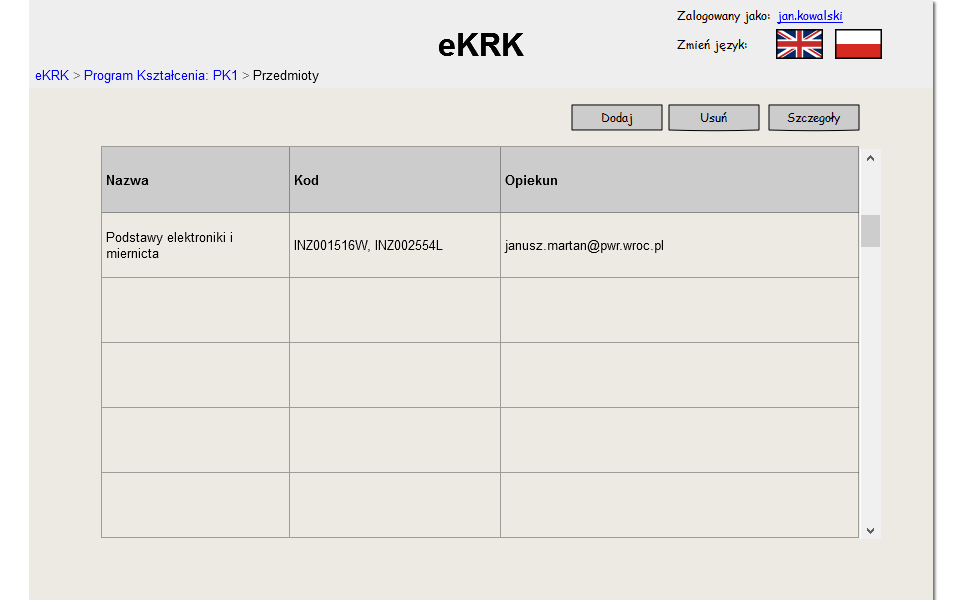 Zalogowany jako: jan.kowalski
eKRK
Zmień język:
eKRK > Program Kształcenia: PK1 > Przedmioty
Dodaj Usuń Szczegoły
Nazwa Kod Opiekun
Podstawy elektroniki i
miernicta
INZ001516W, INZ002554L
janusz.martan@pwr.wroc.pl